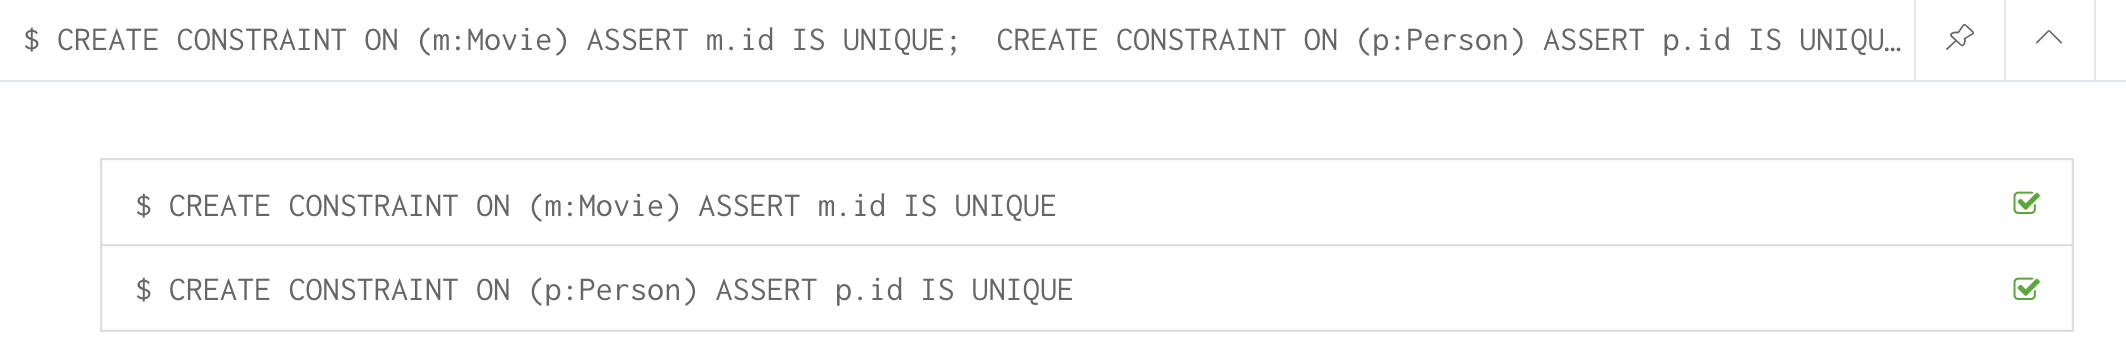 $ CREATE CONSTRAINT ON (m:Movie) ASSERT m.id IS UNIQUE;  CREATE CONSTRAINT ON (p:Person) ASSERT p.id IS UNIQU…
$ CREATE CONSTRAINT ON (m:Movie) ASSERT m.id IS UNIQUE
$ CREATE CONSTRAINT ON (p:Person) ASSERT p.id IS UNIQUE